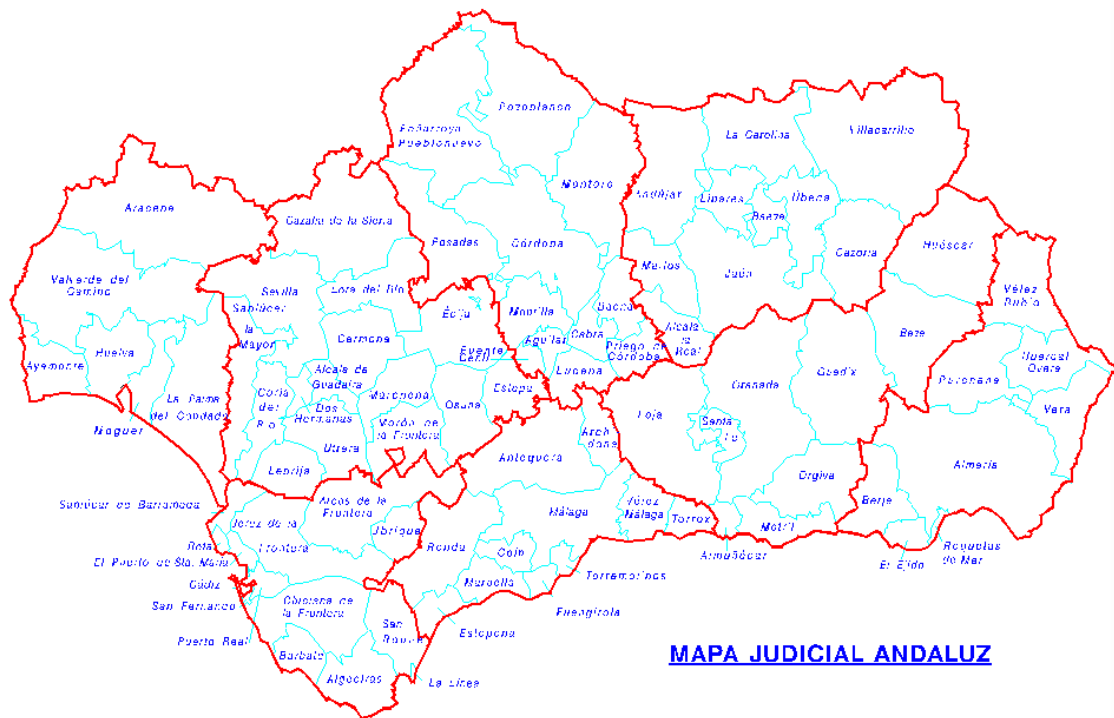 Pozoblanco
Peñarroya
Pueblonuevo
La Carolina
Villacarrillo
Montoro
Andújar
Linares
Úbeda
Baeza
Aracena
Cazalla de la Sierra
Posadas
Córdoba
Martos
Jaén
Cazorla
Huéscar
Valverde del
Camino
Sevilla
Lora del Río
Vélez
Rubio
Sanlúcar
la
Mayor
Écija
Montilla
Baena
Carmona
Aguilar
Cabra
Alcalá
la
Real
Baza
Huelva
Fuente
Priego de
Córdoba
Huercal
Overa
Ayamonte
Alcala de
Guadaira
Lucena
Granada
Guadix
Purchena
Estepa
La Palma
del Condado
Coria
del
Río
Marchena
Osuna
Dos
Hermanas
Vera
Moguer
Morón de
la Frontera
Loja
Santa
Fe
Archidona
Utrera
Antequera
Lebrija
Almería
Orgiva
Sanlúcar de Barrameda
Arcos de la
Frontera
Berja
Jerez de la
Frontera
Ubrique
Málaga
Vélez
Málaga
Torrox
Motril
Rota
Ronda
Coín
Almuñécar
Roquetas
de Mar
El Puerto de Sta. María
El Ejido
Cádiz
Marbella
Torremolinos
San Fernando
Chiclana de
la Frontera
Fuengirola
Puerto Real
San
Roque
Estepona
Barbate
MAPA JUDICIAL ANDALUZ
Algeciras
La Línea